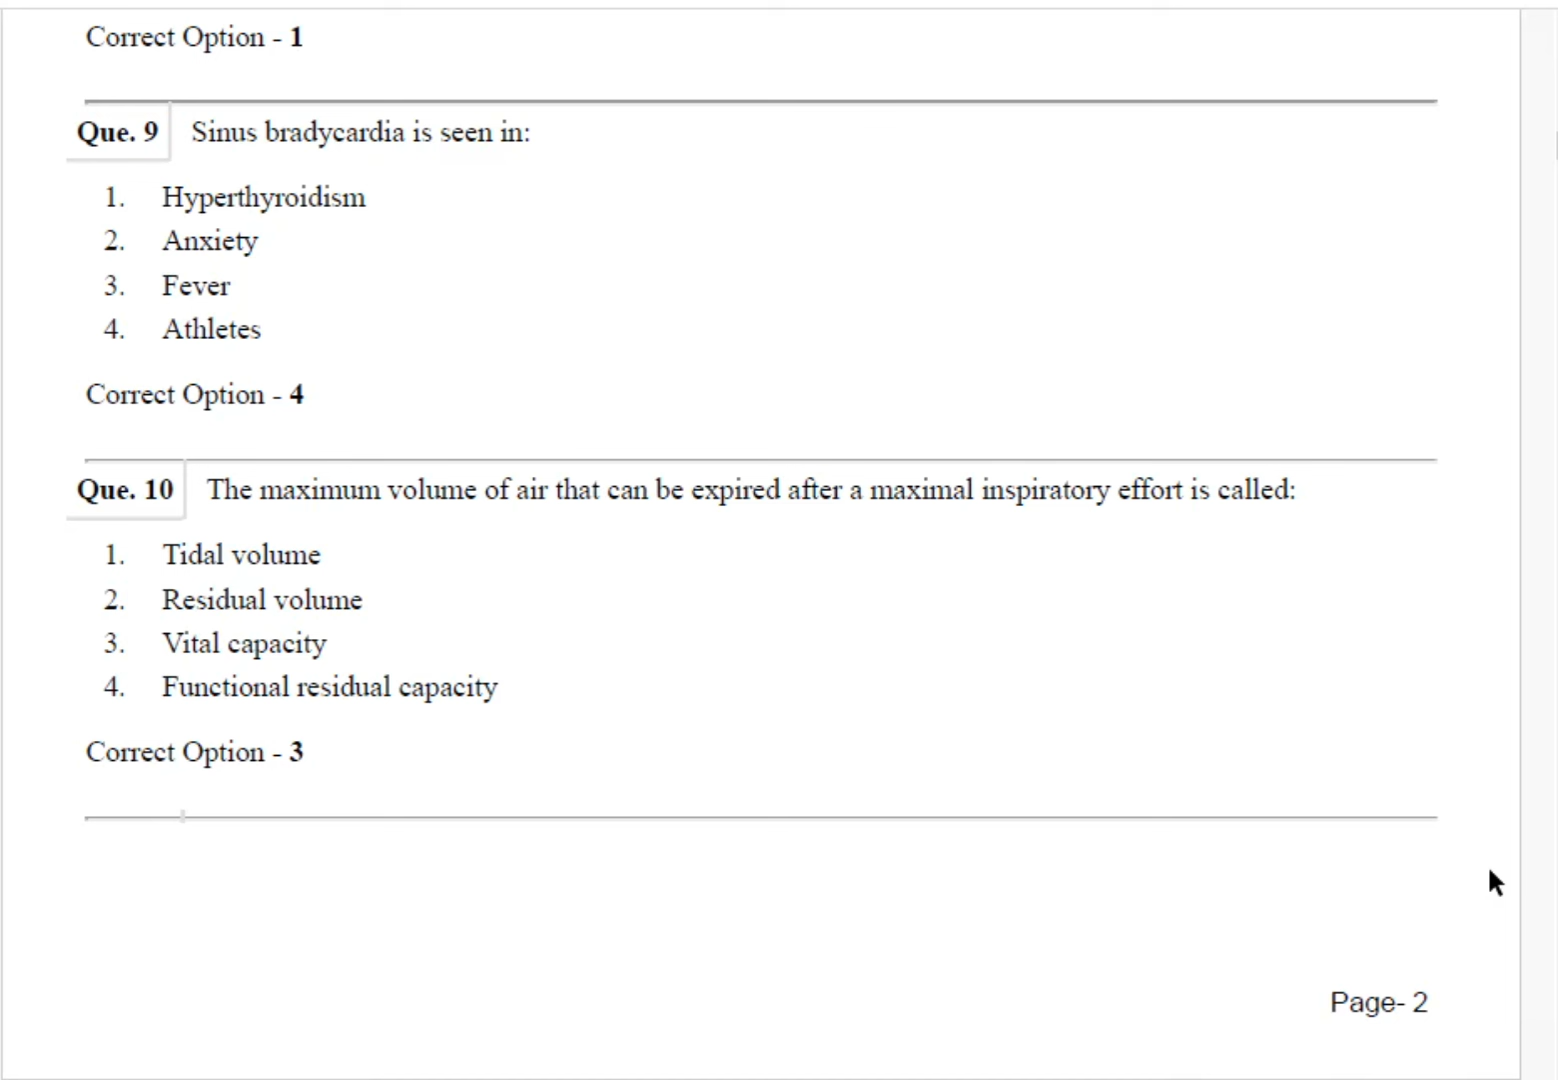 Correct Option - 1
Que. 9 Sinus bradycardia is seen in:
1. Hyperthyroidism
2. Anxiety
3. Fever
4. Athletes
Correct Option - 4
Que. 10 The maximum volume of air that can be expired after a maximal inspiratory effort is called:
1. Tidal volume
2. Residual volume
3. Vital capacity
4. Functional residual capacity
Correct Option - 3
Page- 2